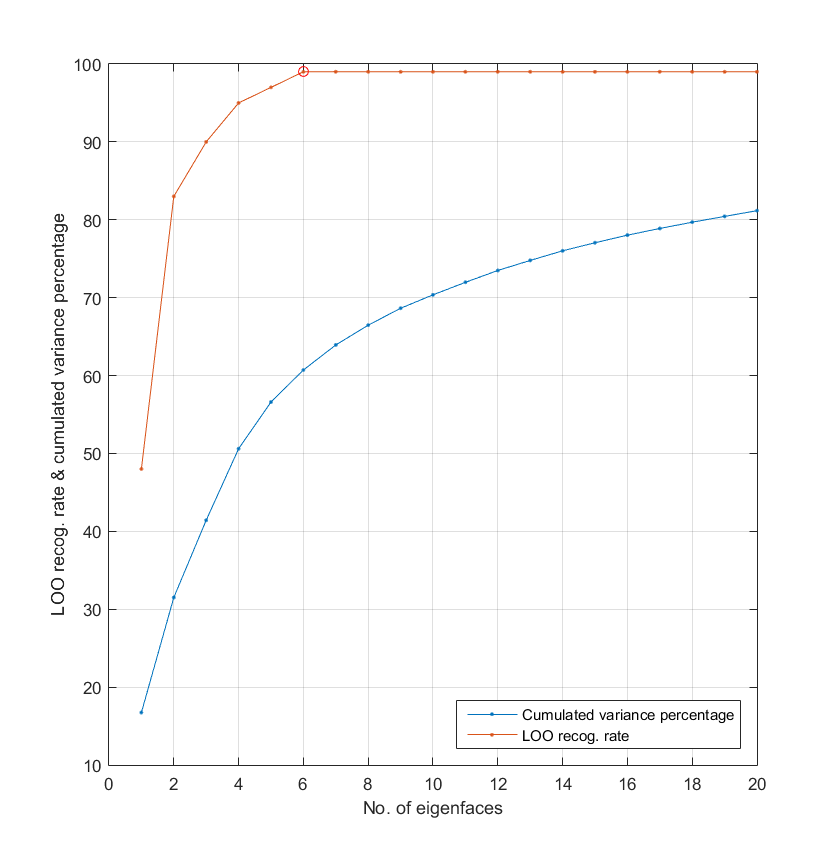 LOO recog. rate & cumulated variance percentage
100
90
80
70
60
50
40
30
20
10
0 2 4 6 8 10 12 14 16 18 20
No. of eigenfaces
Cumulated variance percentage
LOO recog. rate